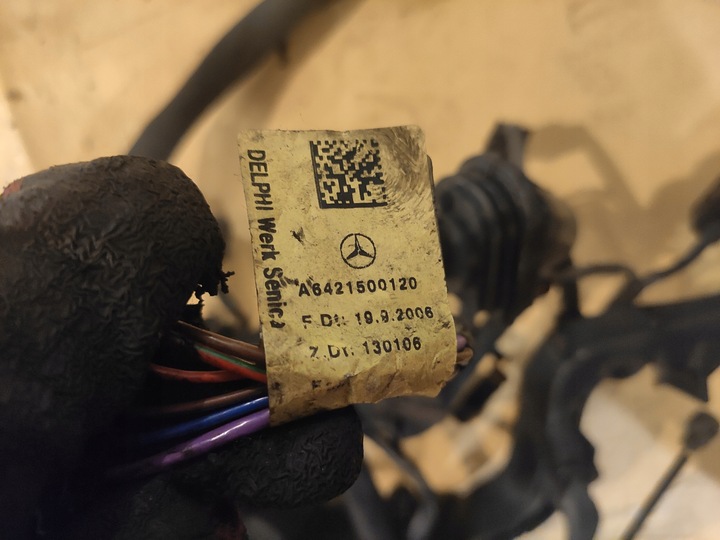 DELPHI Werk Senica
A6421500120
F.Dt: 19.9.2006
Z.Dt: 130106